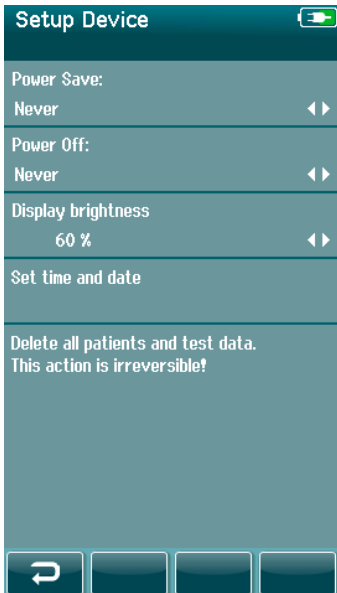 Setup Device
Power Save:
Never
Power Off:
Never
Display brightness
60 %
Set time and date
Delete all patients and test data.
This action is irreversible!